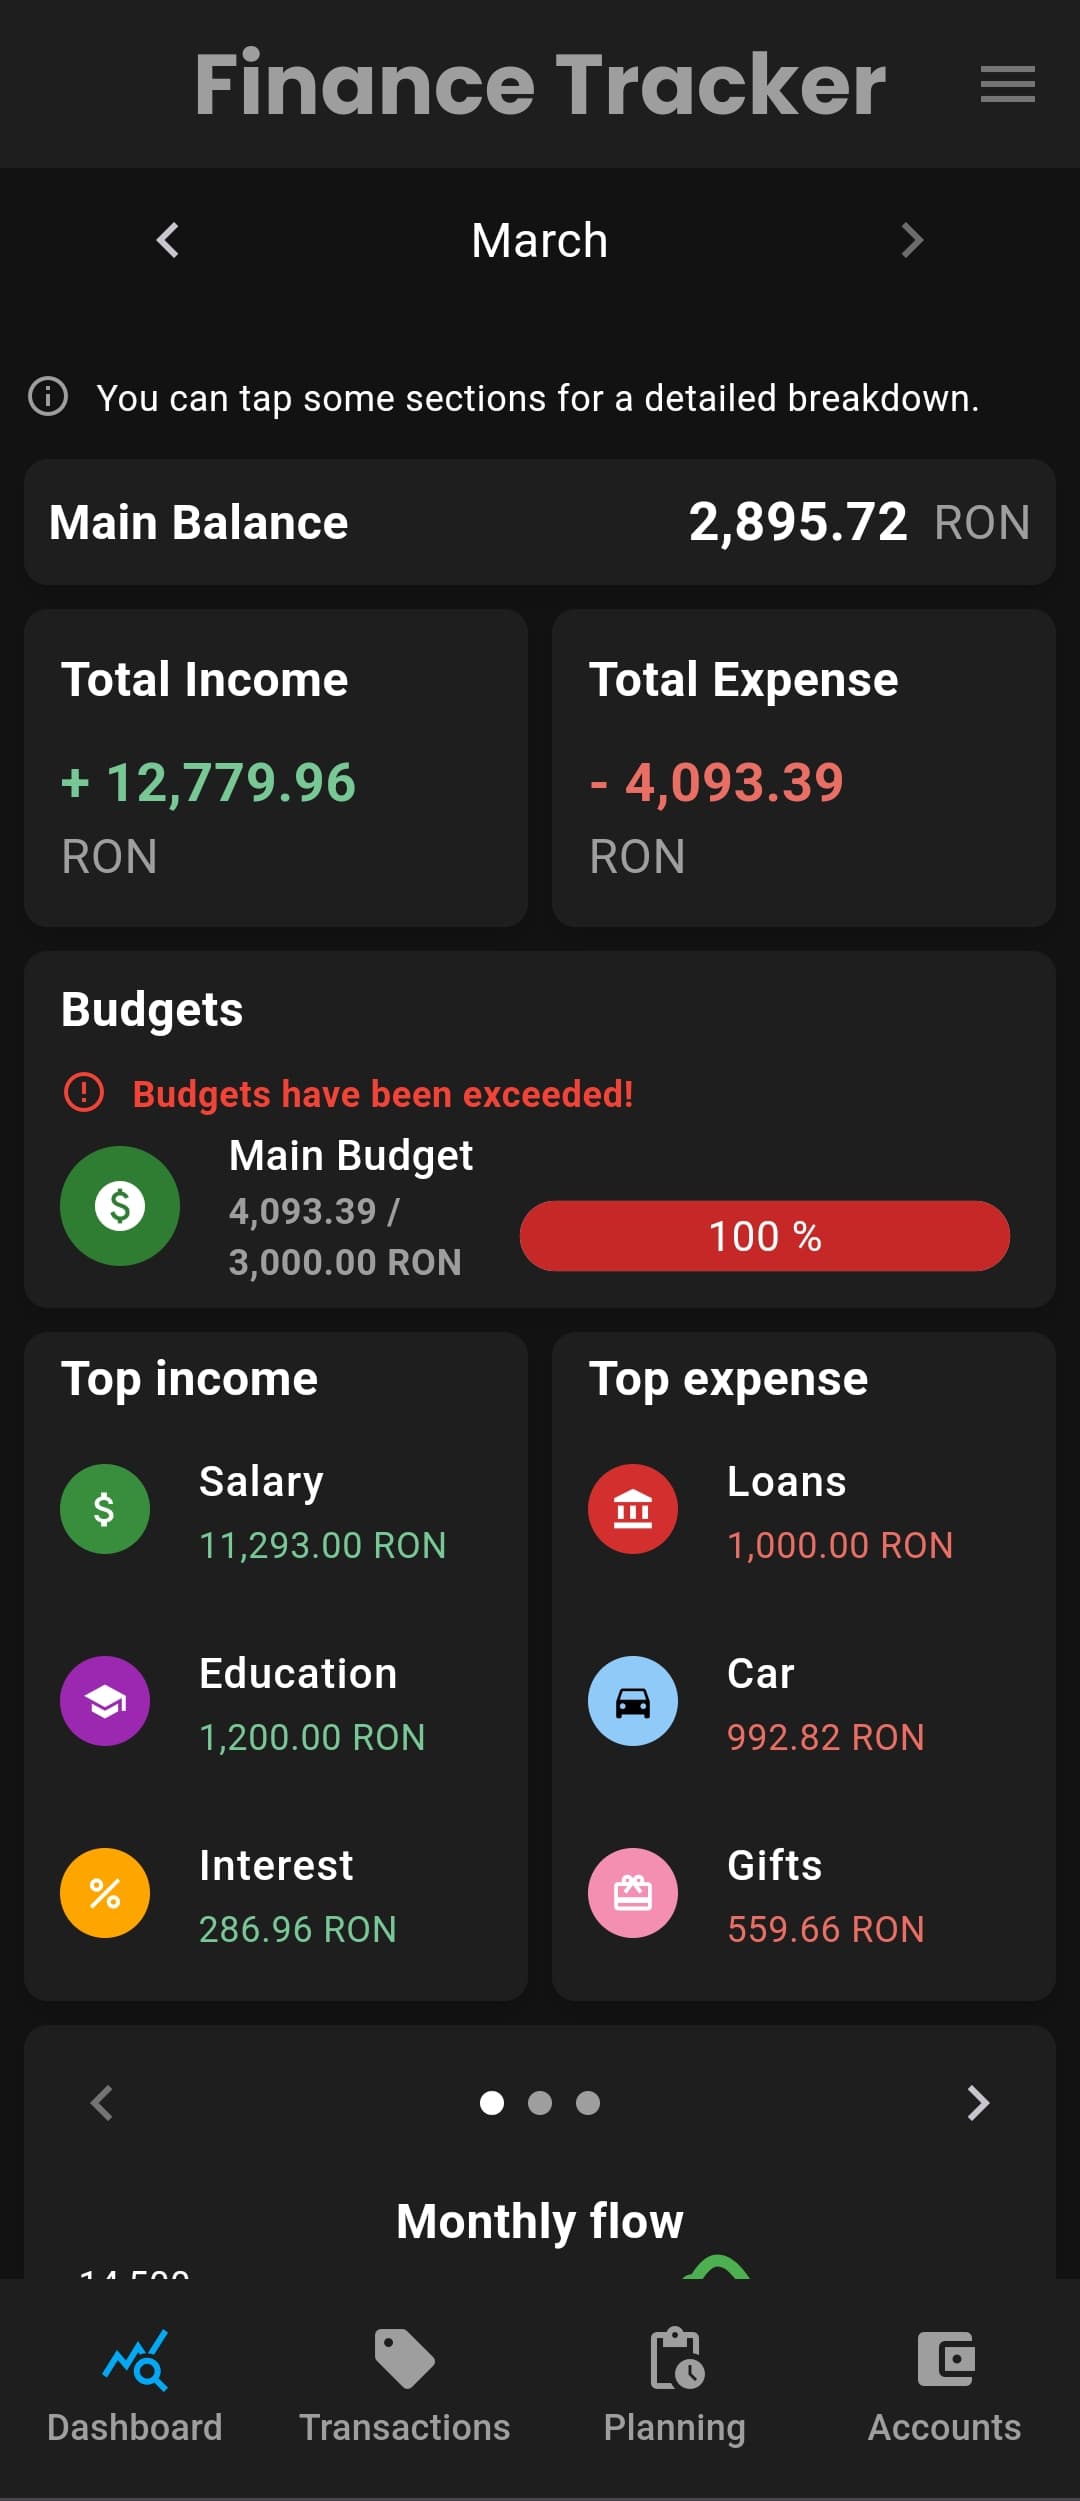 Finance Tracker
March
You can tap some sections for a detailed breakdown.
Main Balance 2,895.72 RON
Total Income
+ 12,779.96
RON
Total Expense
- 4,093.39
RON
Budgets
Budgets have been exceeded!
Main Budget
4,093.39 /
3,000.00 RON
100 %
Top income
Salary
11,293.00 RON
Education
1,200.00 RON
Interest
286.96 RON
Top expense
Loans
1,000.00 RON
Car
992.82 RON
Gifts
559.66 RON
Monthly flow
Dashboard
Transactions
Planning
Accounts